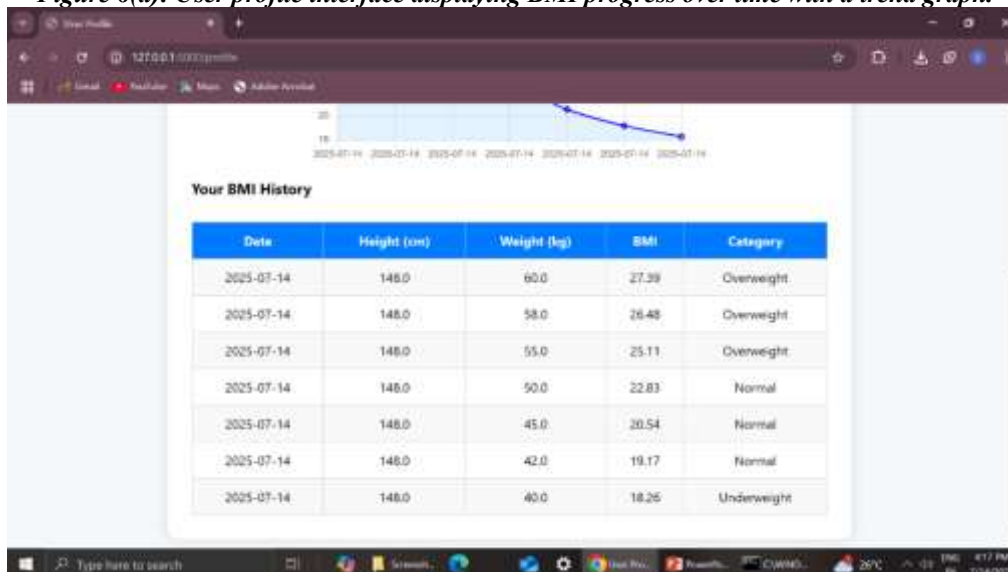 Figure 6(a): User profile interface displaying BMI progress over time with a trend graph.
User Profile
127.0.0.1:5000/profile
Gmail YouTube Maps Adobe Acrobat
20
18
2025-07-14 2025-07-14 2025-07-14 2025-07-14 2025-07-14 2025-07-14 2025-07-14
Your BMI History
Date Height (cm) Weight (kg) BMI Category
2025-07-14 148.0 60.0 27.39 Overweight
2025-07-14 148.0 58.0 26.48 Overweight
2025-07-14 148.0 55.0 25.11 Overweight
2025-07-14 148.0 50.0 22.83 Normal
2025-07-14 148.0 45.0 20.54 Normal
2025-07-14 148.0 42.0 19.17 Normal
2025-07-14 148.0 40.0 18.26 Underweight
Type here to search 26°C ENG 4:17 PM